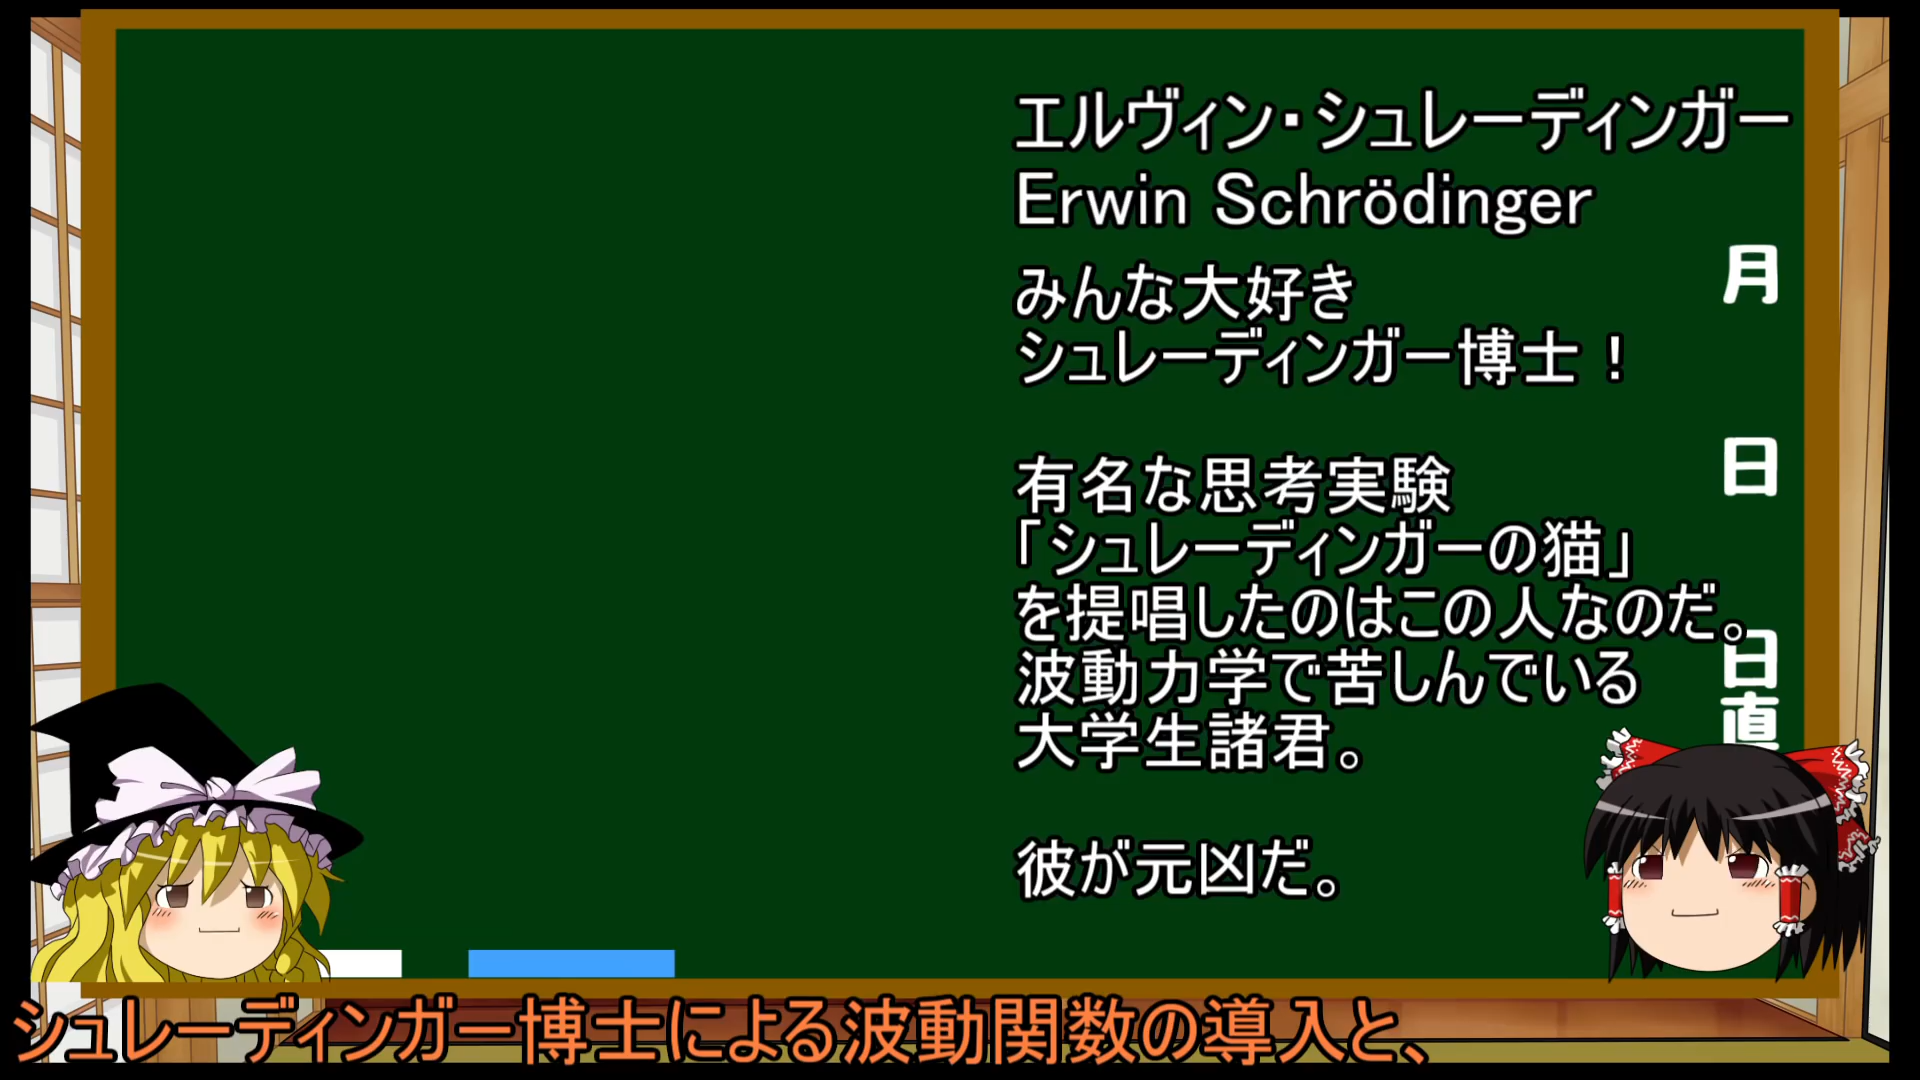 エルヴィン・シュレーディンガー
Erwin Schrödinger
みんな大好き
シュレーディンガー博士！
有名な思考実験
「シュレーディンガーの猫」
を提唱したのはこの人なのだ。
波動力学で苦しんでいる
大学生諸君。
彼が元凶だ。
月
日
日直
シュレーディンガー博士による波動関数の導入と、